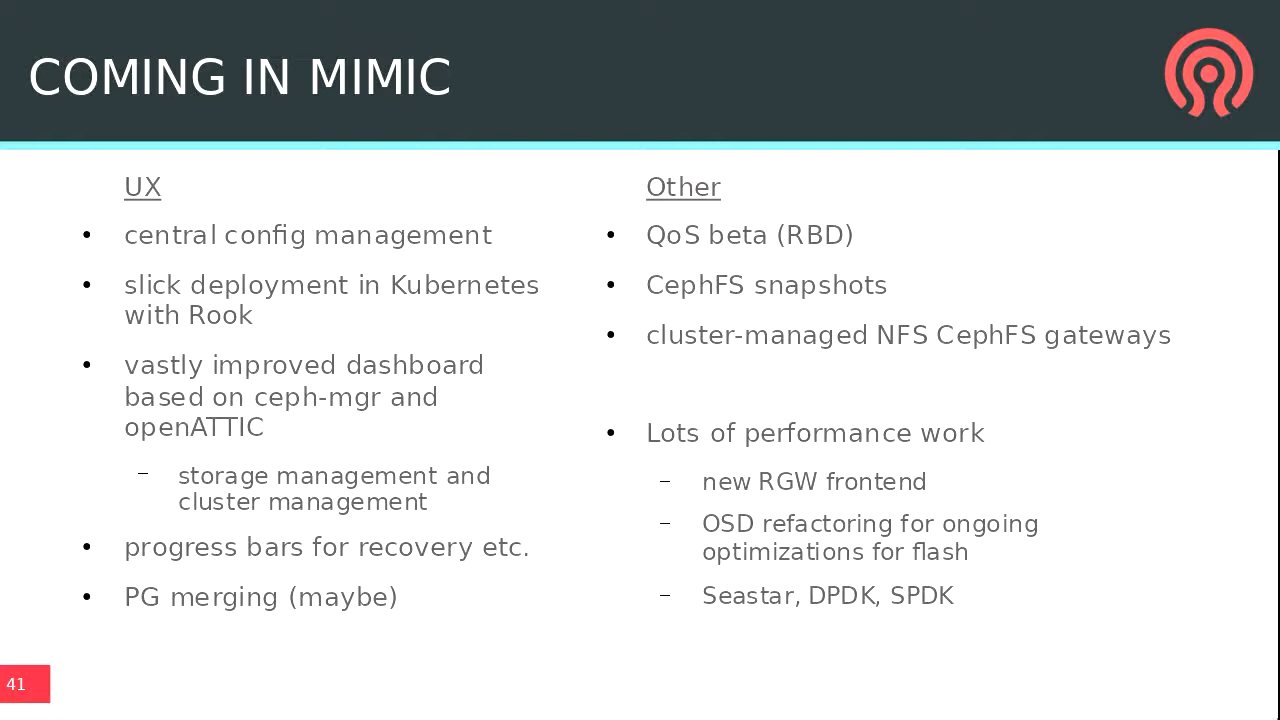 COMING IN MIMIC
UX
• central config management
• slick deployment in Kubernetes
with Rook
• vastly improved dashboard
based on ceph-mgr and
openATTIC
– storage management and
cluster management
• progress bars for recovery etc.
• PG merging (maybe)
Other
• QoS beta (RBD)
• CephFS snapshots
• cluster-managed NFS CephFS gateways
• Lots of performance work
– new RGW frontend
– OSD refactoring for ongoing
optimizations for flash
– Seastar, DPDK, SPDK
41